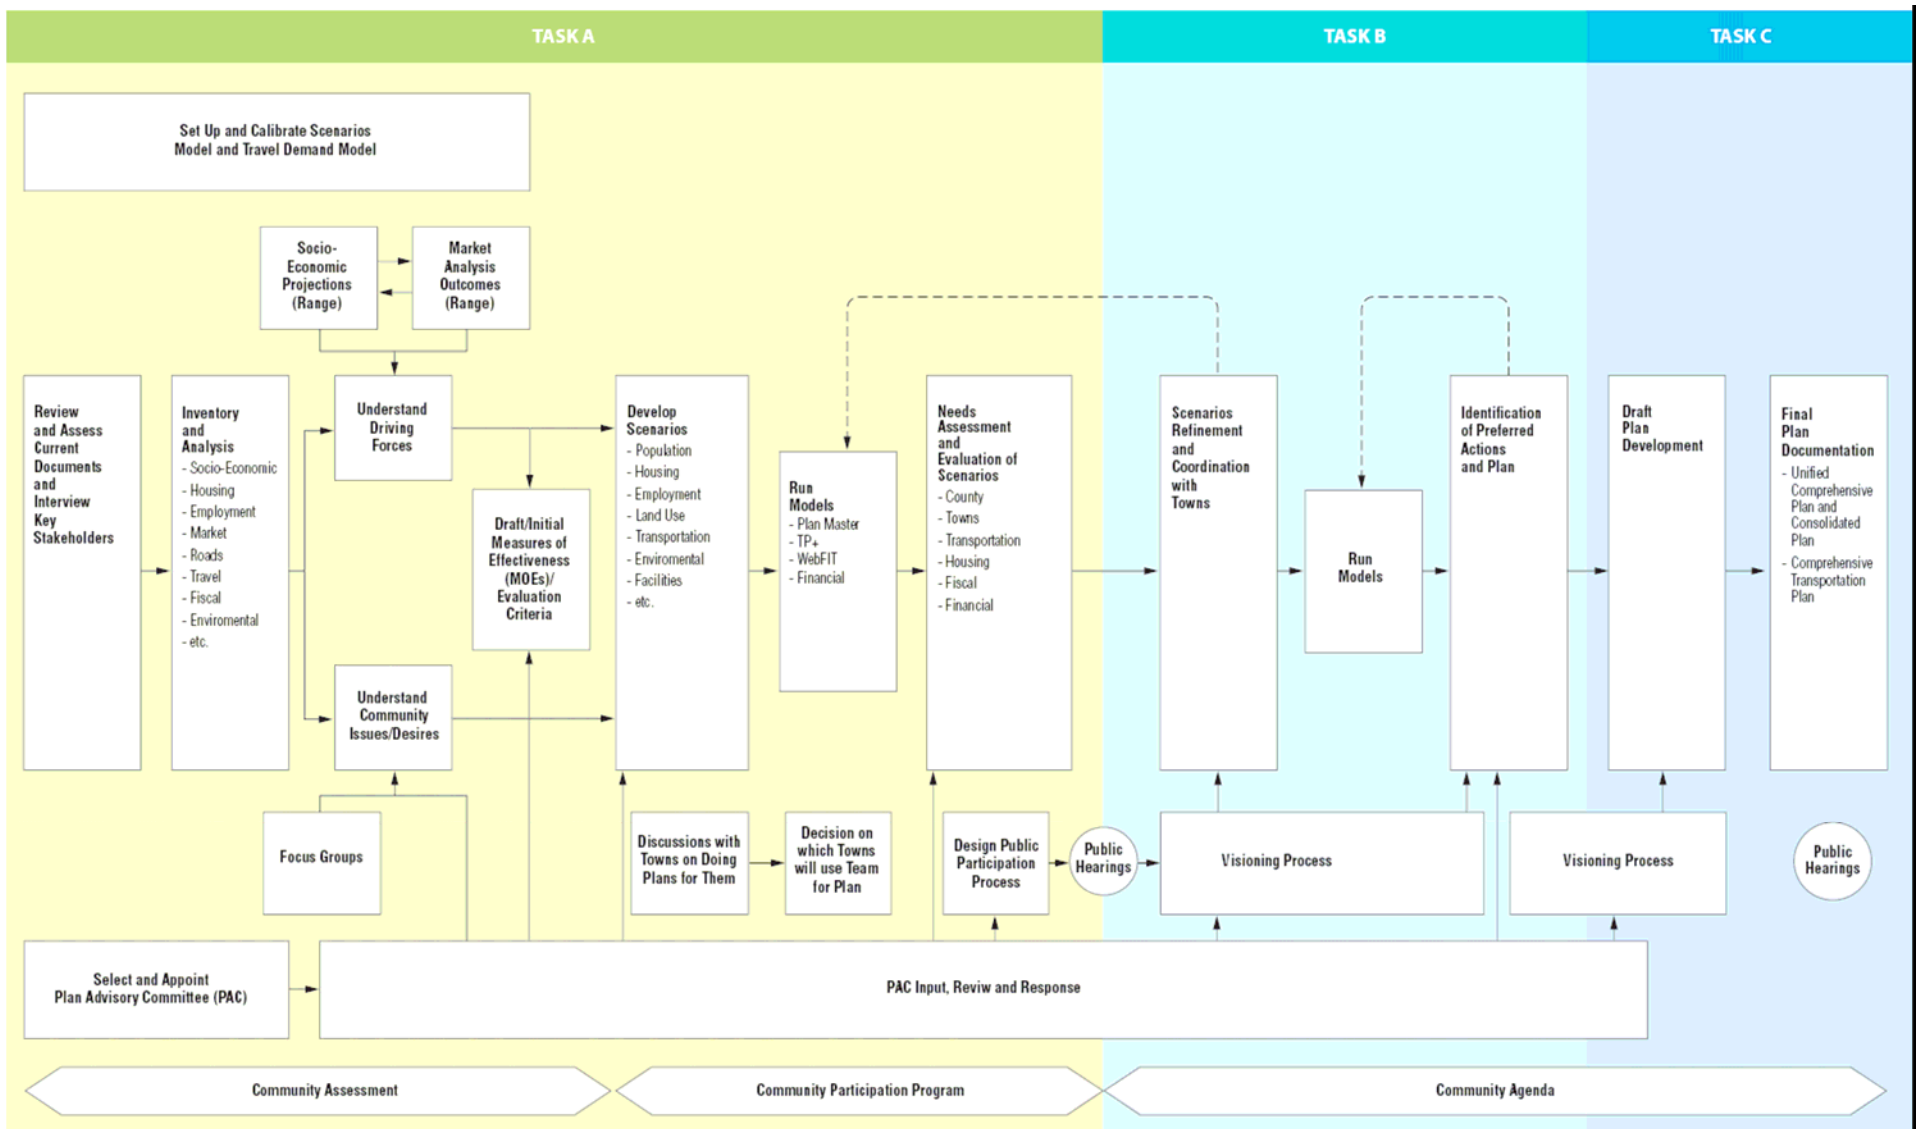 TASK A
TASK B
TASK C
Set Up and Calibrate Scenarios
Model and Travel Demand Model
Socio-
Economic
Projections
(Range)
Market
Analysis
Outcomes
(Range)
Review
and Assess
Current
Documents
and
Interview
Key
Stakeholders
Inventory
and
Analysis
- Socio-Economic
- Housing
- Employment
- Market
- Roads
- Travel
- Fiscal
- Enviromental
- etc.
Understand
Driving
Forces
Draft/Initial
Measures of
Effectiveness
(MOEs)/
Evaluation
Criteria
Understand
Community
Issues/Desires
Develop
Scenarios
- Population
- Housing
- Employment
- Land Use
- Transportation
- Enviromental
- Facilities
- etc.
Run
Models
- Plan Master
- TP+
- WebFIT
- Financial
Needs
Assessment
and
Evaluation of
Scenarios
- County
- Towns
- Transportation
- Housing
- Fiscal
- Financial
Scenarios
Refinement
and
Coordination
with
Towns
Run
Models
Identification
of Preferred
Actions
and Plan
Draft
Plan
Development
Final
Plan
Documentation
- Unified
Comprehensive
Plan and
Consolidated
Plan
- Comprehensive
Transportation
Plan
Focus Groups
Discussions with
Towns on Doing
Plans for Them
Decision on
which Towns
will use Team
for Plan
Design Public
Participation
Process
Public
Hearings
Visioning Process
Visioning Process
Public
Hearings
Select and Appoint
Plan Advisory Committee (PAC)
PAC Input, Reviw and Response
Community Assessment
Community Participation Program
Community Agenda